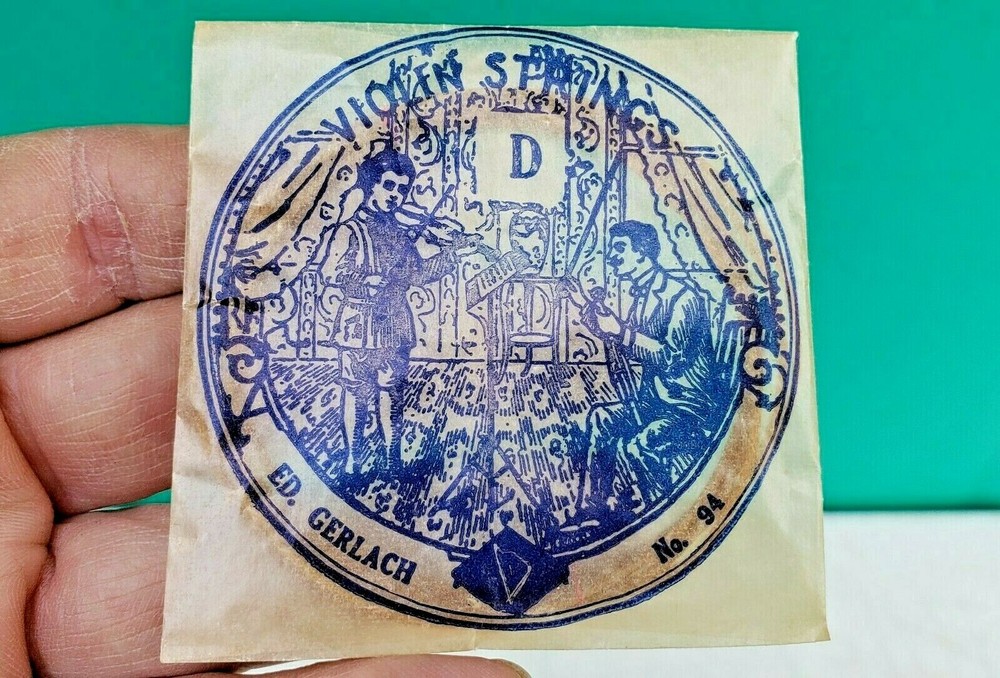 VIOLIN STRINGS
D
ED. GERLACH
No. 94